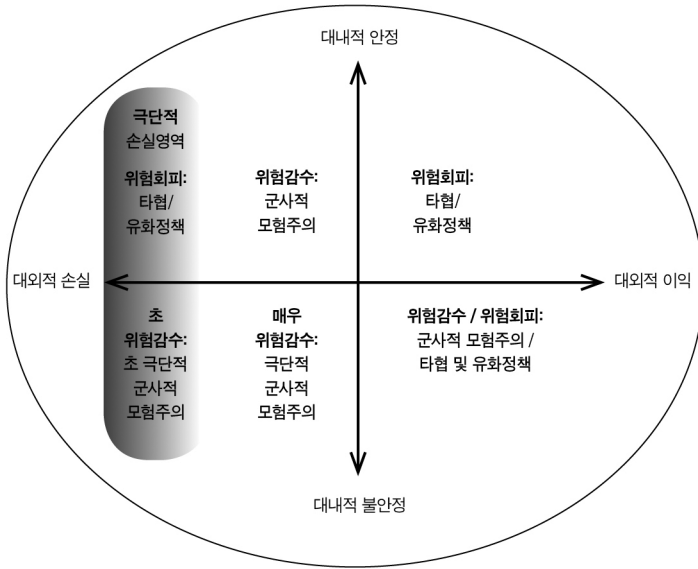 대내적 안정
극단적
손실영역
위험회피:
타협/
유화정책
위험감수:
군사적
모험주의
위험회피:
타협/
유화정책
대외적 손실
대외적 이익
초
위험감수:
초 극단적
군사적
모험주의
매우
위험감수:
극단적
군사적
모험주의
위험감수 / 위험회피:
군사적 모험주의 /
타협 및 유화정책
대내적 불안정